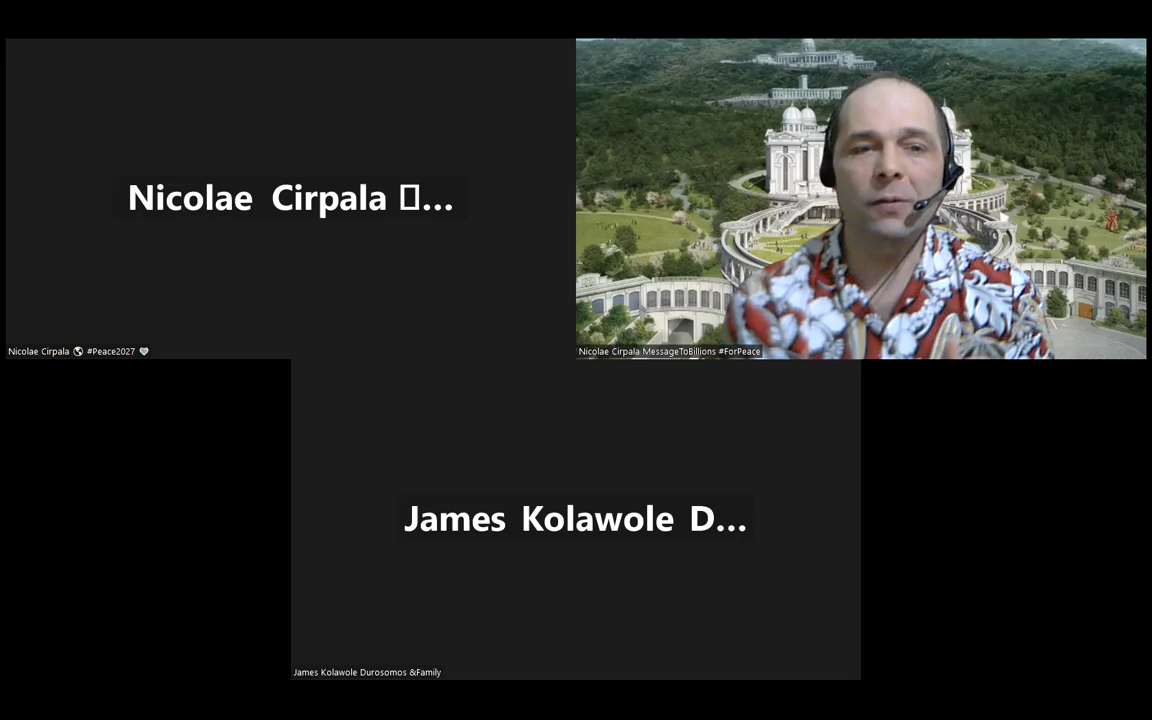 Nicolae Cirpala ▯...
Nicolae Cirpala 🌎 #Peace2027 🤍
Nicolae Cirpala MessageToBillions #ForPeace
James Kolawole D...
James Kolawole Durosomos &Family